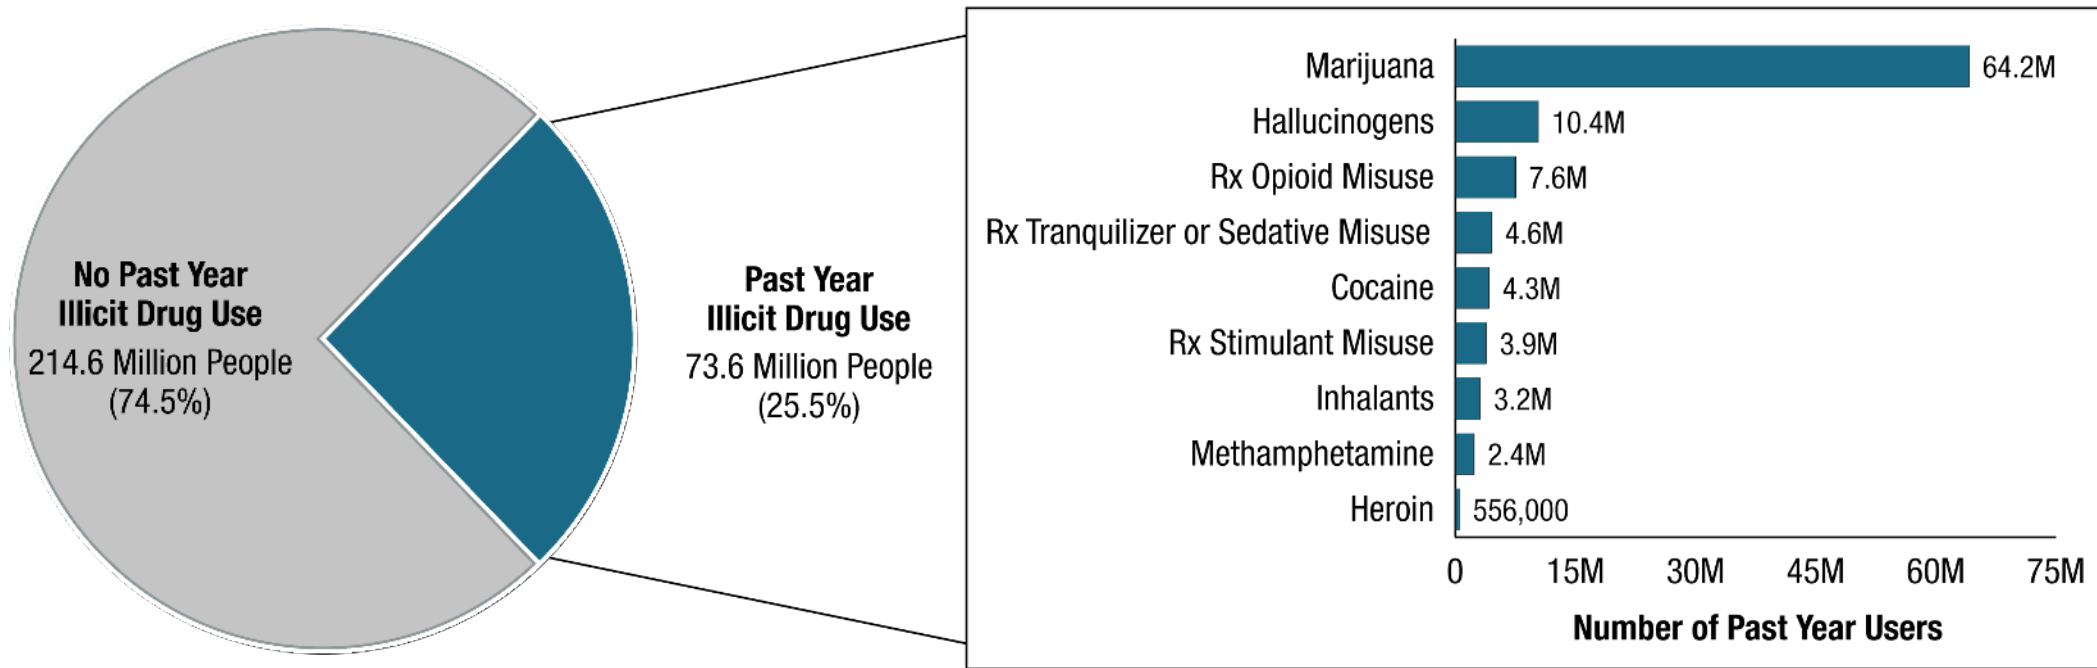 No Past Year
Illicit Drug Use
214.6 Million People
(74.5%)
Past Year
Illicit Drug Use
73.6 Million People
(25.5%)
Marijuana 64.2M
Hallucinogens 10.4M
Rx Opioid Misuse 7.6M
Rx Tranquilizer or Sedative Misuse 4.6M
Cocaine 4.3M
Rx Stimulant Misuse 3.9M
Inhalants 3.2M
Methamphetamine 2.4M
Heroin 556,000
0 15M 30M 45M 60M 75M
Number of Past Year Users